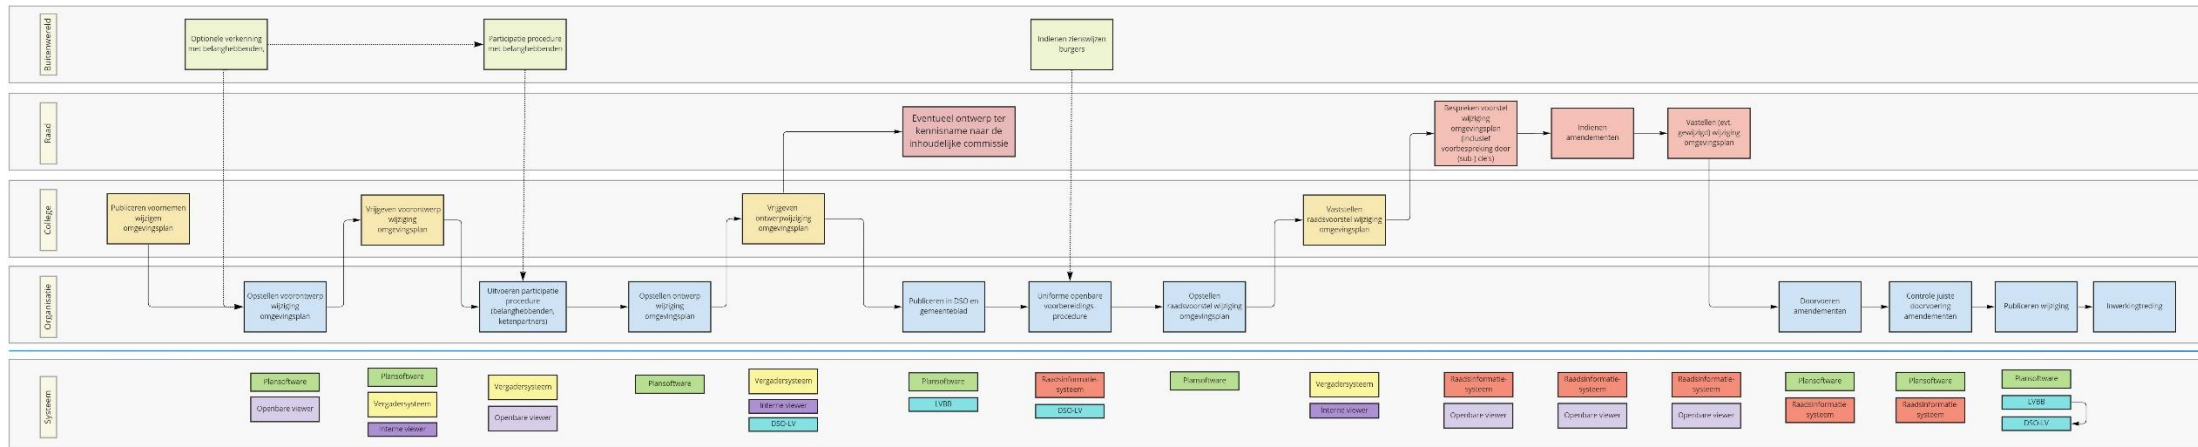 Buitenwereld
Optionele verkenning
met belanghebbenden,
Participatie procedure
met belanghebbenden
Indienen zienswijzen
burgers
Raad
Eventueel ontwerp ter
kennisname naar de
inhoudelijke commissie
Bespreken voorstel
wijziging
omgevingsplan
(inclusief
voorbespreking door
(sub-) cie's)
Indienen
amendementen
Vastellen (evt.
gewijzigd) wijziging
omgevingsplan
College
Publiceren voornemen
wijzigen
omgevingsplan
Vrijgeven voorontwerp
wijziging
omgevingsplan
Vrijgeven
ontwerpwijziging
omgevingsplan
Vaststellen
raadsvoorstel wijziging
omgevingsplan
Organisatie
Opstellen voorontwerp
wijziging
omgevingsplan
Uitvoeren participatie
procedure
(belanghebbenden,
ketenpartners)
Opstellen ontwerp
wijziging
omgevingsplan
Publiceren in DSO en
gemeenteblad
Uniforme openbare
voorbereidings
procedure
Opstellen
raadsvoorstel wijziging
omgevingsplan
Doorvoeren
amendementen
Controle juiste
doorvoering
amendementen
Publiceren wijziging
Inwerkingtreding
Systeem
Plansoftware
Openbare viewer
Plansoftware
Vergadersysteem
Interne viewer
Vergadersysteem
Openbare viewer
Plansoftware
Vergadersysteem
Interne viewer
DSO-LV
Plansoftware
LVBB
Raadsinformatie-
systeem
DSO-LV
Plansoftware
Vergadersysteem
Interne viewer
Raadsinformatie-
systeem
Openbare viewer
Raadsinformatie-
systeem
Openbare viewer
Raadsinformatie-
systeem
Openbare viewer
Plansoftware
Raadsinformatie
systeem
Plansoftware
Raadsinformatie
systeem
Plansoftware
LVBB
DSO-LV